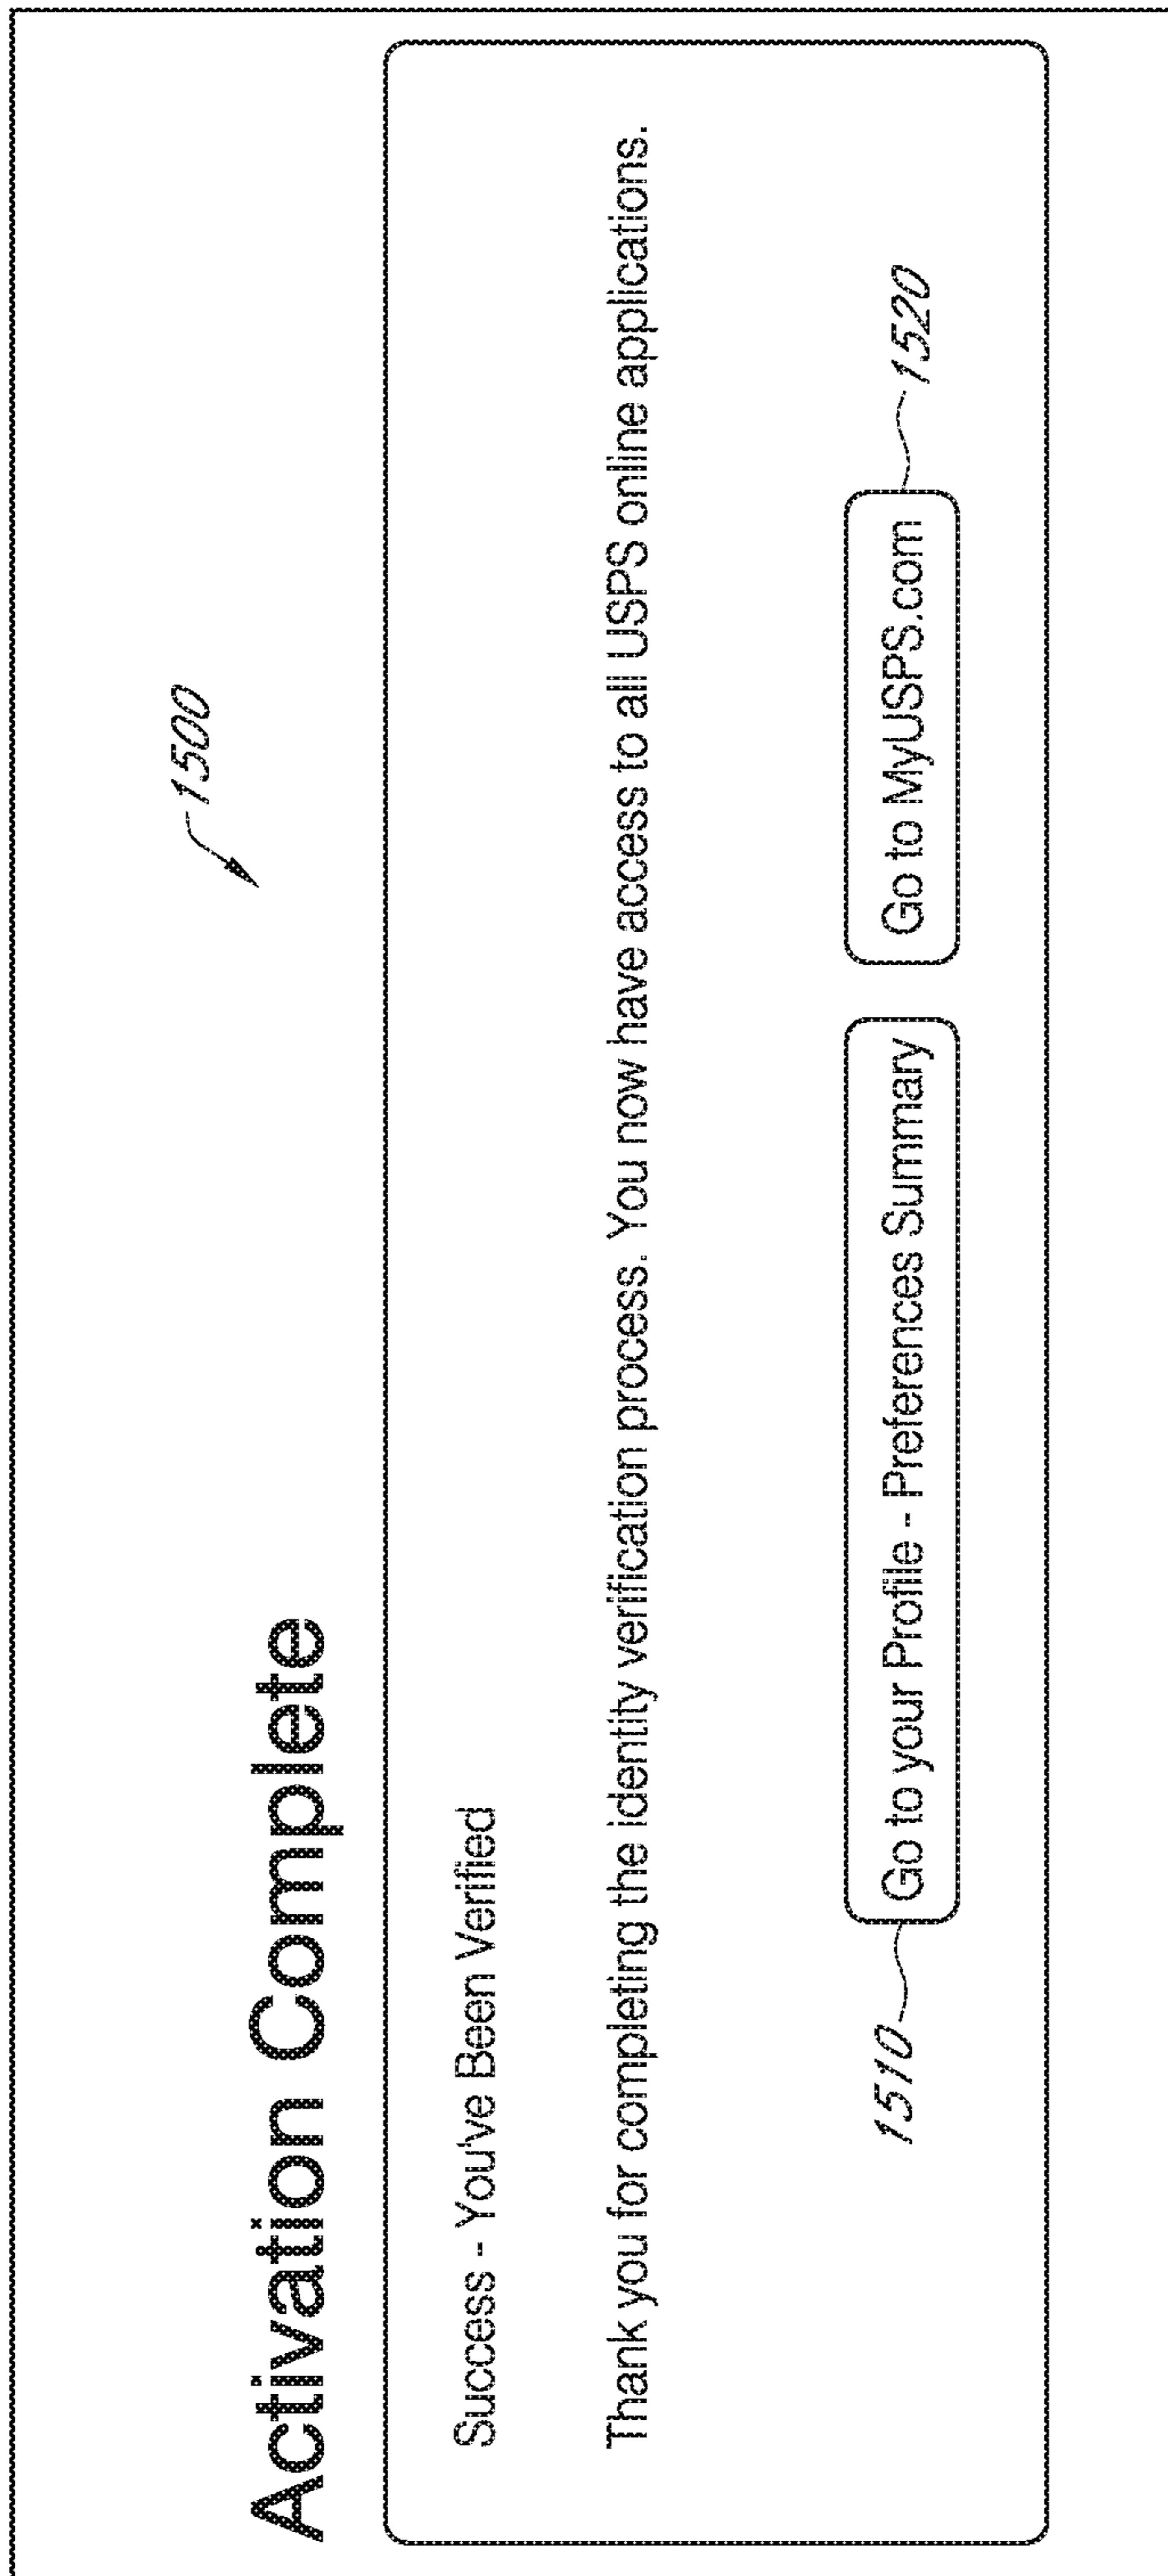 1500
Activation Complete
Success - You've Been Verified
Thank you for completing the identity verification process. You now have access to all USPS online applications.
1510 Go to your Profile - Preferences Summary Go to MyUSPS.com 1520